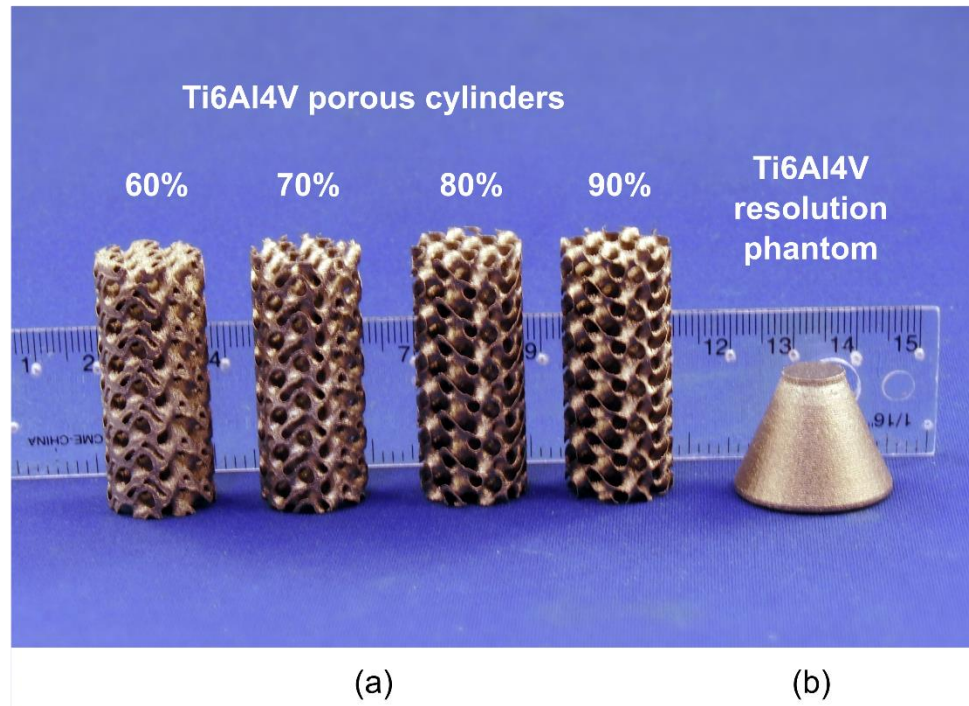 Ti6Al4V porous cylinders
60% 70% 80% 90%
Ti6Al4V
resolution
phantom
1 2 4 7 9 12 13 14 15
CME-CHINA
1/16"
(a) (b)